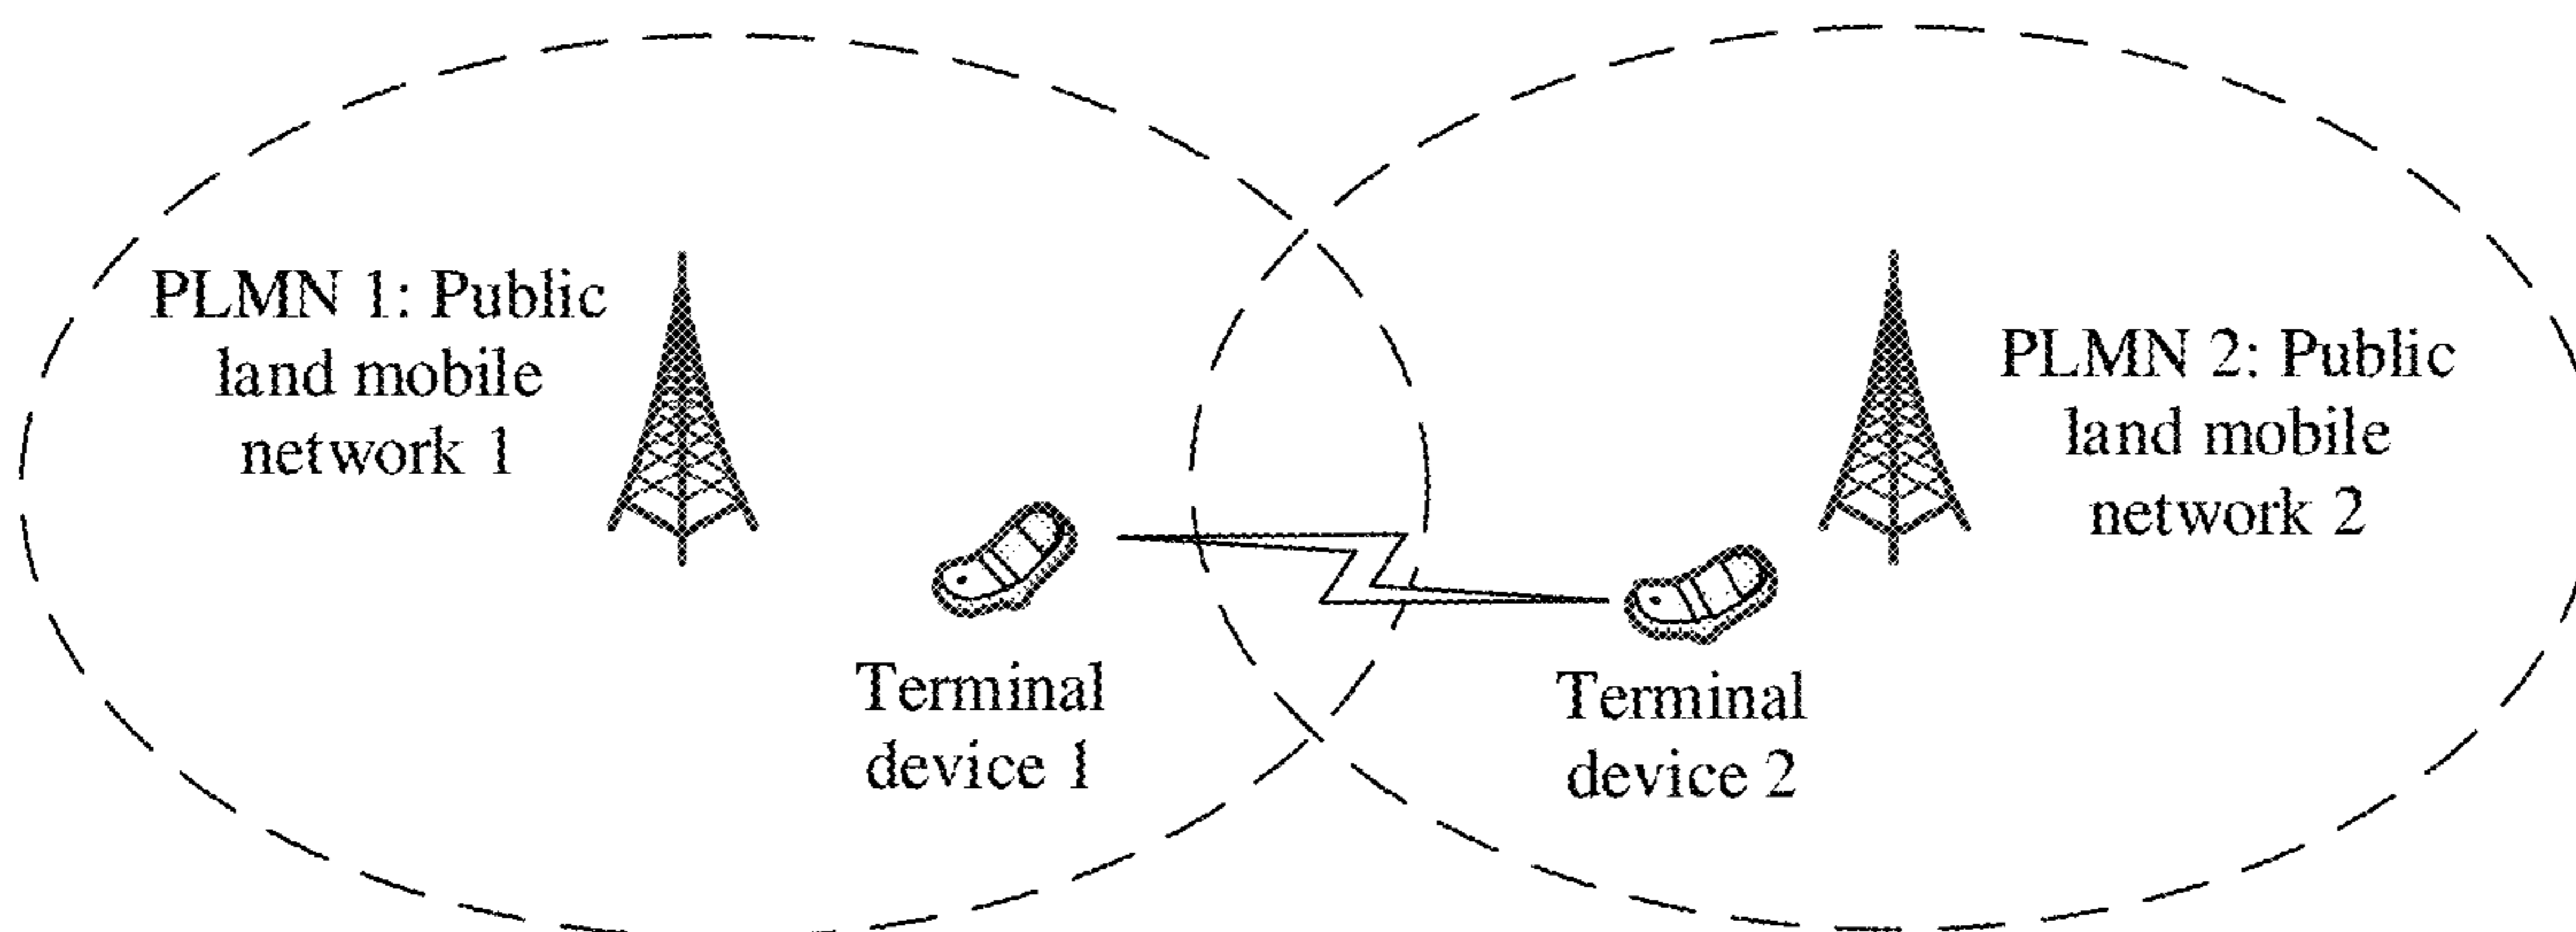 PLMN 1: Public
land mobile
network 1
PLMN 2: Public
land mobile
network 2
Terminal
device 1
Terminal
device 2